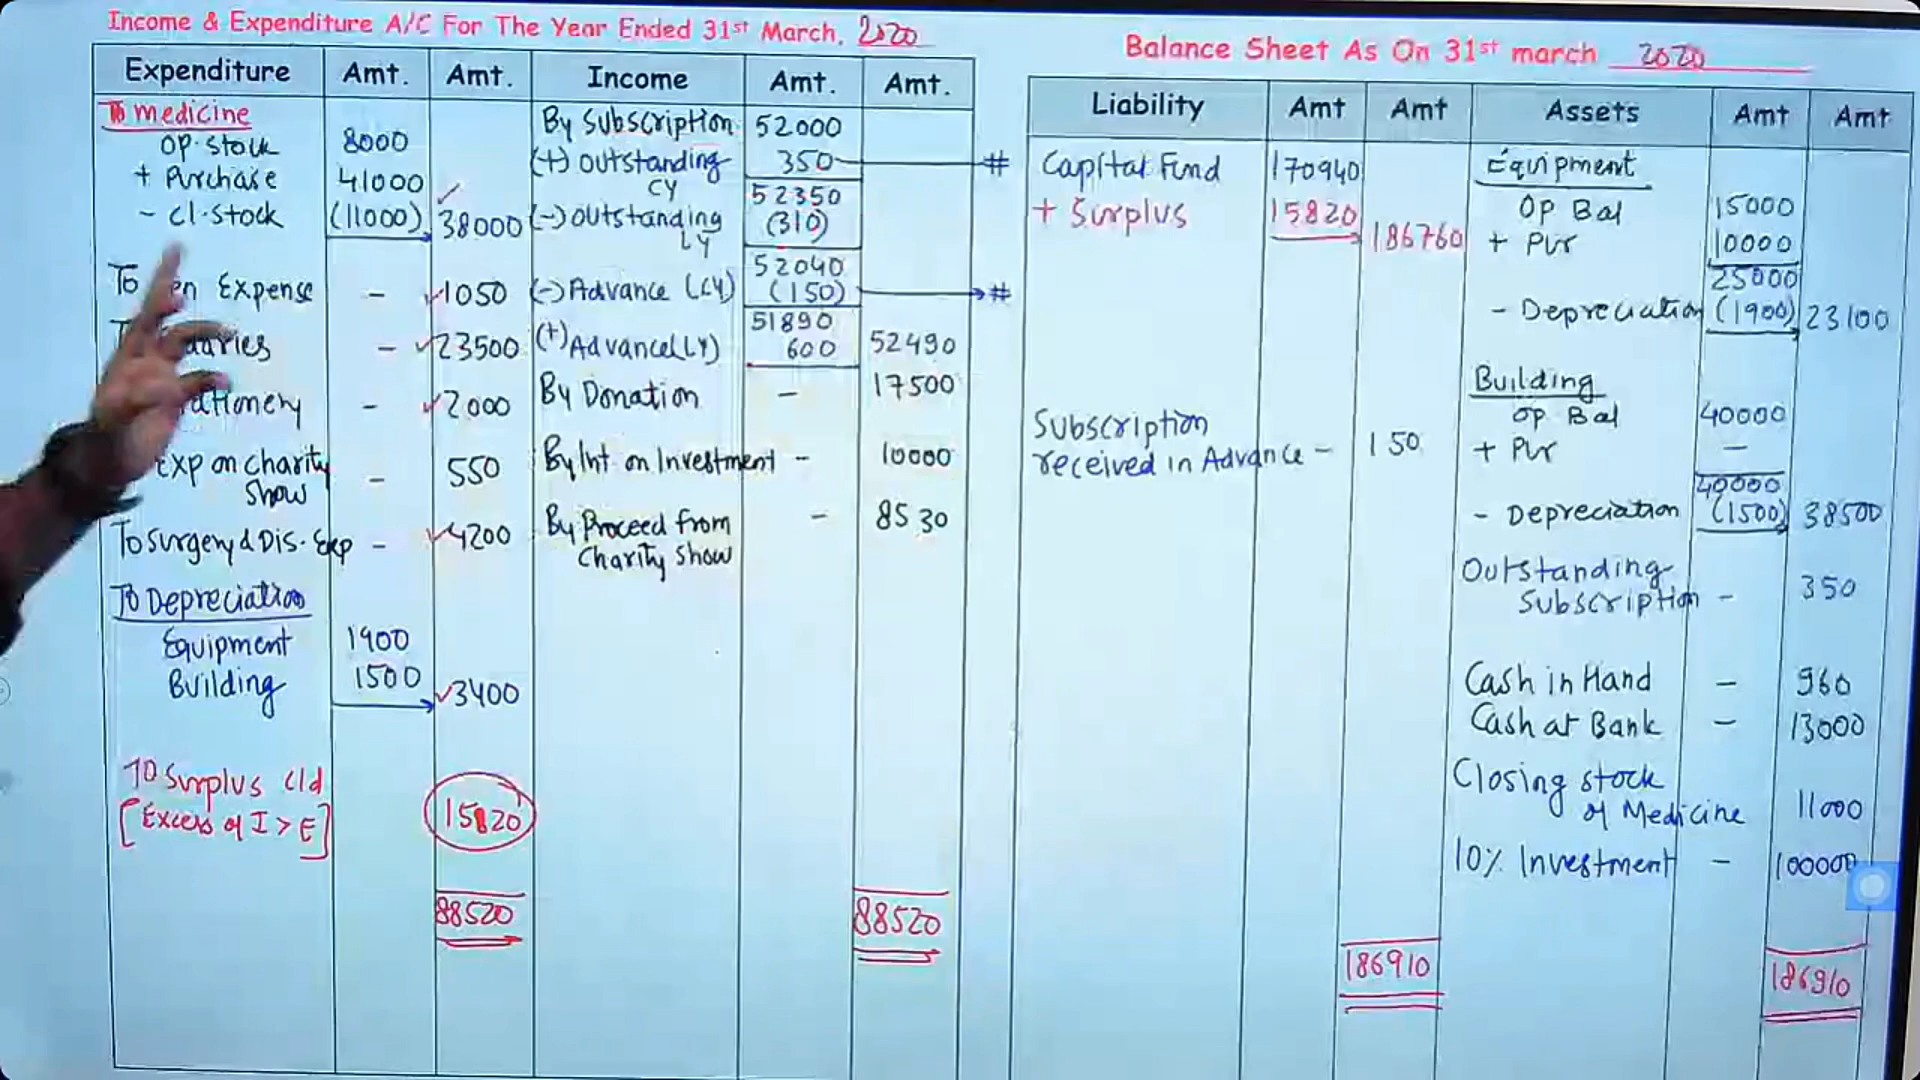 Income & Expenditure A/C For The Year Ended 31st March, 2020
Expenditure Amt. Amt. Income Amt. Amt.
To Medicine
Op. Stock 8000
+ Purchase 41000
- Cl. Stock (11000) 38000
Expense - 1050
- 23500
- 2000
Exp on Charity Show - 550
To Surgery & Dis. Exp - 4200
To Depreciation
Equipment 1900
Building 1500 3400
To Surplus c/d 15820
[Excess of I > E]
88520
By Subscription 52000
(+) Outstanding CY 350 #
52350
(-) Outstanding LY (310)
52040
(-) Advance (CY) (150) #
51890
(+) Advance (LY) 600 52490
By Donation - 17500
By Int. on Investment - 10000
By Proceed from Charity Show - 8530
88520
Balance Sheet As On 31st march 2020
Liability Amt Amt Assets Amt Amt
Capital Fund 170940
+ Surplus 15820 186760
Subscription
received in Advance - 150
186910
Equipment
Op Bal 15000
+ Pur 10000
25000
- Depreciation (1900) 23100
Building
Op Bal 40000
+ Pur -
40000
- Depreciation (1500) 38500
Outstanding
Subscription - 350
Cash in Hand - 960
Cash at Bank - 13000
Closing Stock
of Medicine 11000
10% Investment - 100000
186910